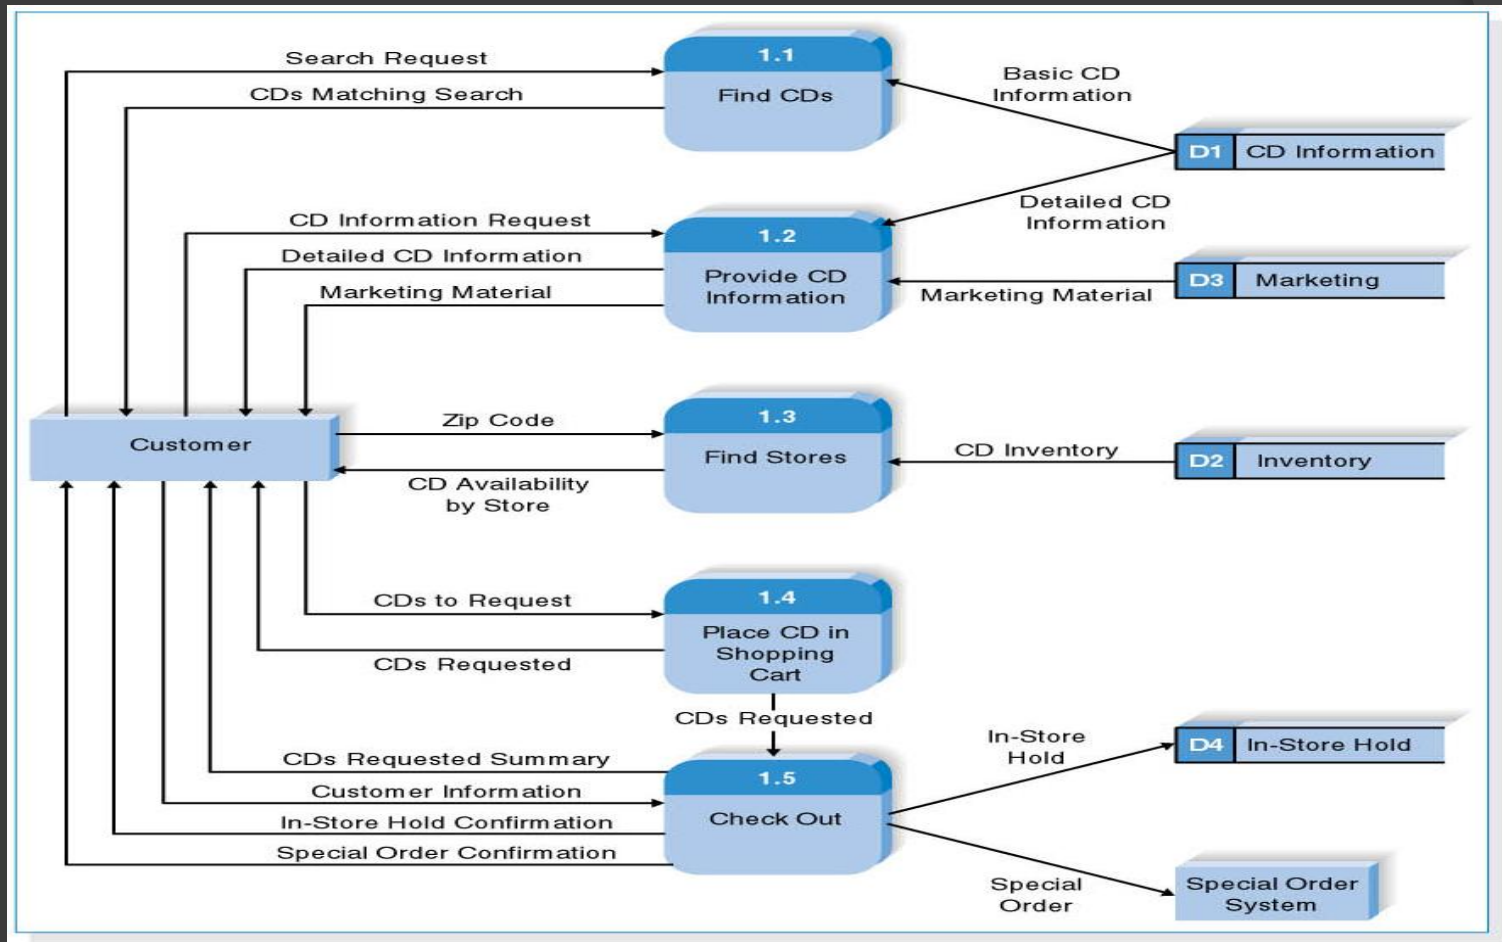 Search Request
CDs Matching Search
1.1
Find CDs
Basic CD
Information
D1 CD Information
Detailed CD
Information
CD Information Request
Detailed CD Information
Marketing Material
1.2
Provide CD
Information
Marketing Material
D3 Marketing
Customer
Zip Code
CD Availability
by Store
1.3
Find Stores
CD Inventory
D2 Inventory
CDs to Request
CDs Requested
1.4
Place CD in
Shopping
Cart
CDs Requested
CDs Requested Summary
Customer Information
In-Store Hold Confirmation
Special Order Confirmation
1.5
Check Out
In-Store
Hold
D4 In-Store Hold
Special
Order
Special Order
System